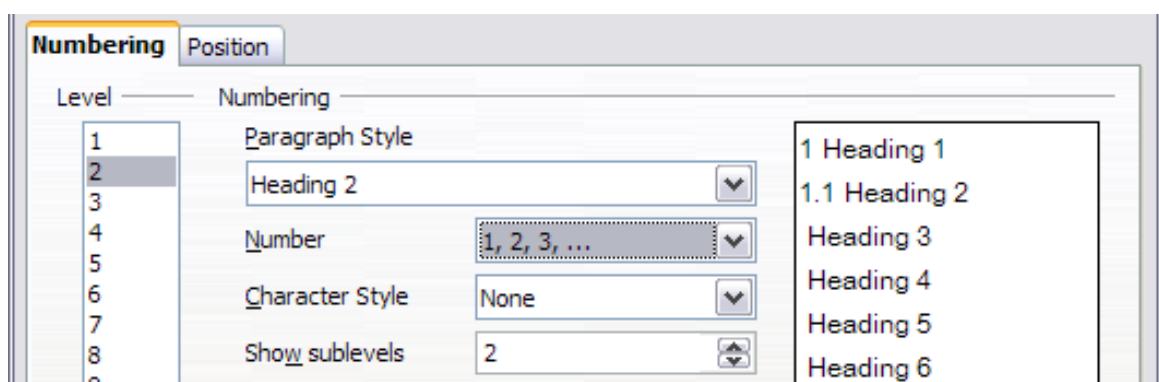 Numbering Position
Level Numbering
1
2
3
4
5
6
7
8
Paragraph Style
Heading 2
Number 1, 2, 3, ...
Character Style None
Show sublevels 2
1 Heading 1
1.1 Heading 2
Heading 3
Heading 4
Heading 5
Heading 6